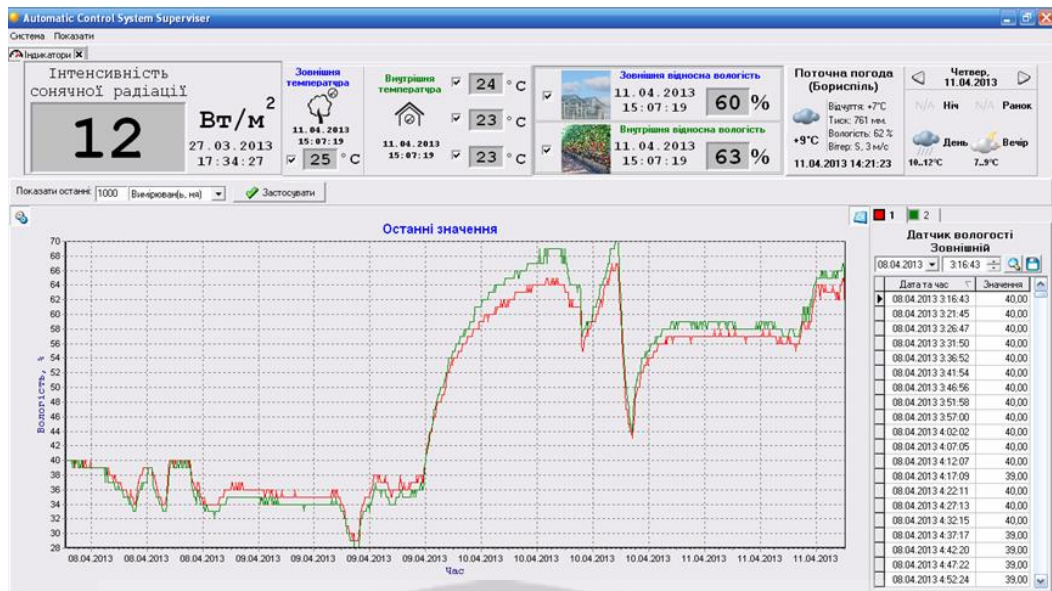 Automatic Control System Superviser
Система Показати
Індикатори
Інтенсивність
сонячної радіації
12
Вт/м2
27.03.2013
17:34:27
Зовнішня
температура
11.04.2013
15:07:19
25 °C
Внутрішня
температура
11.04.2013
15:07:19
24 °C
23 °C
23 °C
Зовнішня відносна вологість
11.04.2013
15:07:19
60 %
Внутрішня відносна вологість
11.04.2013
15:07:19
63 %
Поточна погода
(Бориспіль)
Відчуття: +7°C
Тиск: 761 мм.
Вологість: 62 %
Вітер: S, 3 м/с
+9°C
11.04.2013 14:21:23
Четвер,
11.04.2013
N/A Ніч N/A Ранок
День Вечір
10..12°C 7..9°C
Показати останні: 1000 Вимірюван(ь, ня) Застосувати
Останні значення
70
68
66
64
62
60
58
56
54
52
50
48
46
44
42
40
38
36
34
32
30
28
Вологість, %
08.04.2013 08.04.2013 08.04.2013 09.04.2013 09.04.2013 09.04.2013 09.04.2013 10.04.2013 10.04.2013 10.04.2013 10.04.2013 11.04.2013 11.04.2013 11.04.2013
Час
1 2
Датчик вологості
Зовнішній
08.04.2013 3:16:43
Дата та час Значення
08.04.2013 3:16:43 40,00
08.04.2013 3:21:45 40,00
08.04.2013 3:26:47 40,00
08.04.2013 3:31:50 40,00
08.04.2013 3:36:52 40,00
08.04.2013 3:41:54 40,00
08.04.2013 3:46:56 40,00
08.04.2013 3:51:58 40,00
08.04.2013 3:57:00 40,00
08.04.2013 4:02:02 40,00
08.04.2013 4:07:05 40,00
08.04.2013 4:12:07 40,00
08.04.2013 4:17:09 39,00
08.04.2013 4:22:11 40,00
08.04.2013 4:27:13 40,00
08.04.2013 4:32:15 40,00
08.04.2013 4:37:17 39,00
08.04.2013 4:42:20 39,00
08.04.2013 4:47:22 39,00
08.04.2013 4:52:24 39,00